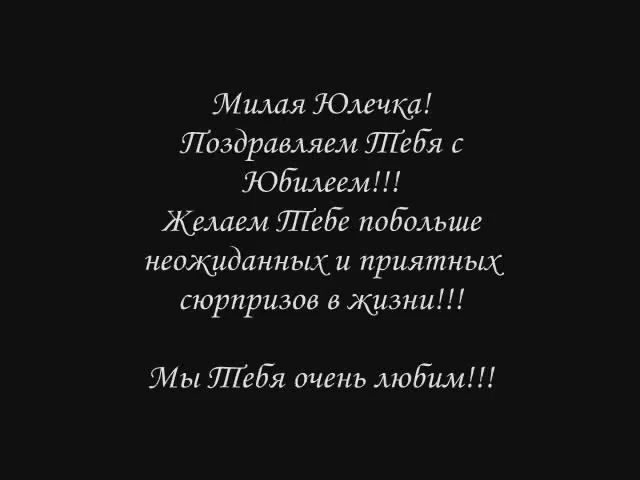 Милая Юлечка!
Поздравляем Тебя с
Юбилеем!!!
Желаем Тебе побольше
неожиданных и приятных
сюрпризов в жизни!!!
Мы Тебя очень любим!!!